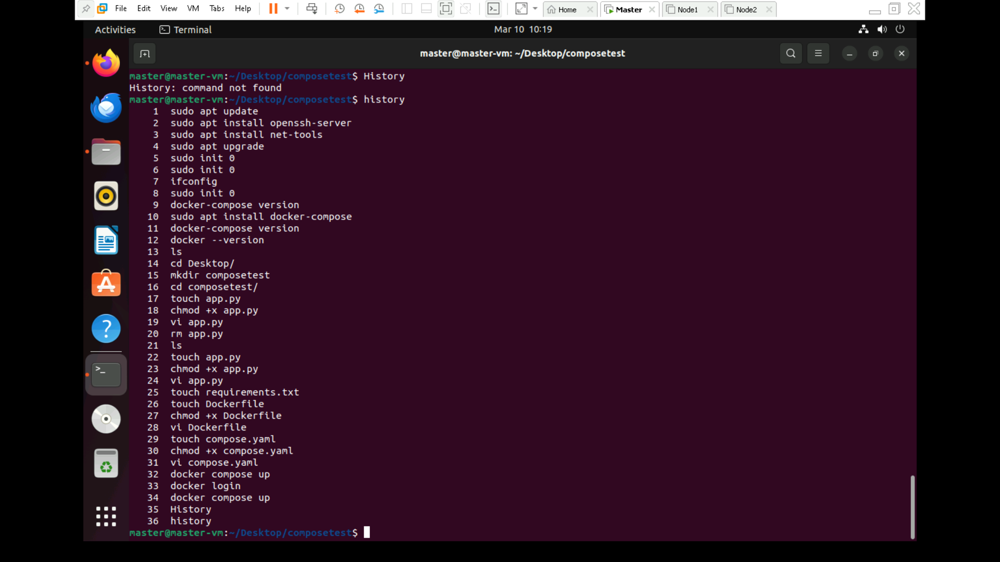 File Edit View VM Tabs Help Home Master Node1 Node2
Activities Terminal Mar 10 10:19
master@master-vm: ~/Desktop/composetest
master@master-vm:~/Desktop/composetest$ History
History: command not found
master@master-vm:~/Desktop/composetest$ history
1 sudo apt update
2 sudo apt install openssh-server
3 sudo apt install net-tools
4 sudo apt upgrade
5 sudo init 0
6 sudo init 0
7 ifconfig
8 sudo init 0
9 docker-compose version
10 sudo apt install docker-compose
11 docker-compose version
12 docker --version
13 ls
14 cd Desktop/
15 mkdir composetest
16 cd composetest/
17 touch app.py
18 chmod +x app.py
19 vi app.py
20 rm app.py
21 ls
22 touch app.py
23 chmod +x app.py
24 vi app.py
25 touch requirements.txt
26 touch Dockerfile
27 chmod +x Dockerfile
28 vi Dockerfile
29 touch compose.yaml
30 chmod +x compose.yaml
31 vi compose.yaml
32 docker compose up
33 docker login
34 docker compose up
35 History
36 history
master@master-vm:~/Desktop/composetest$